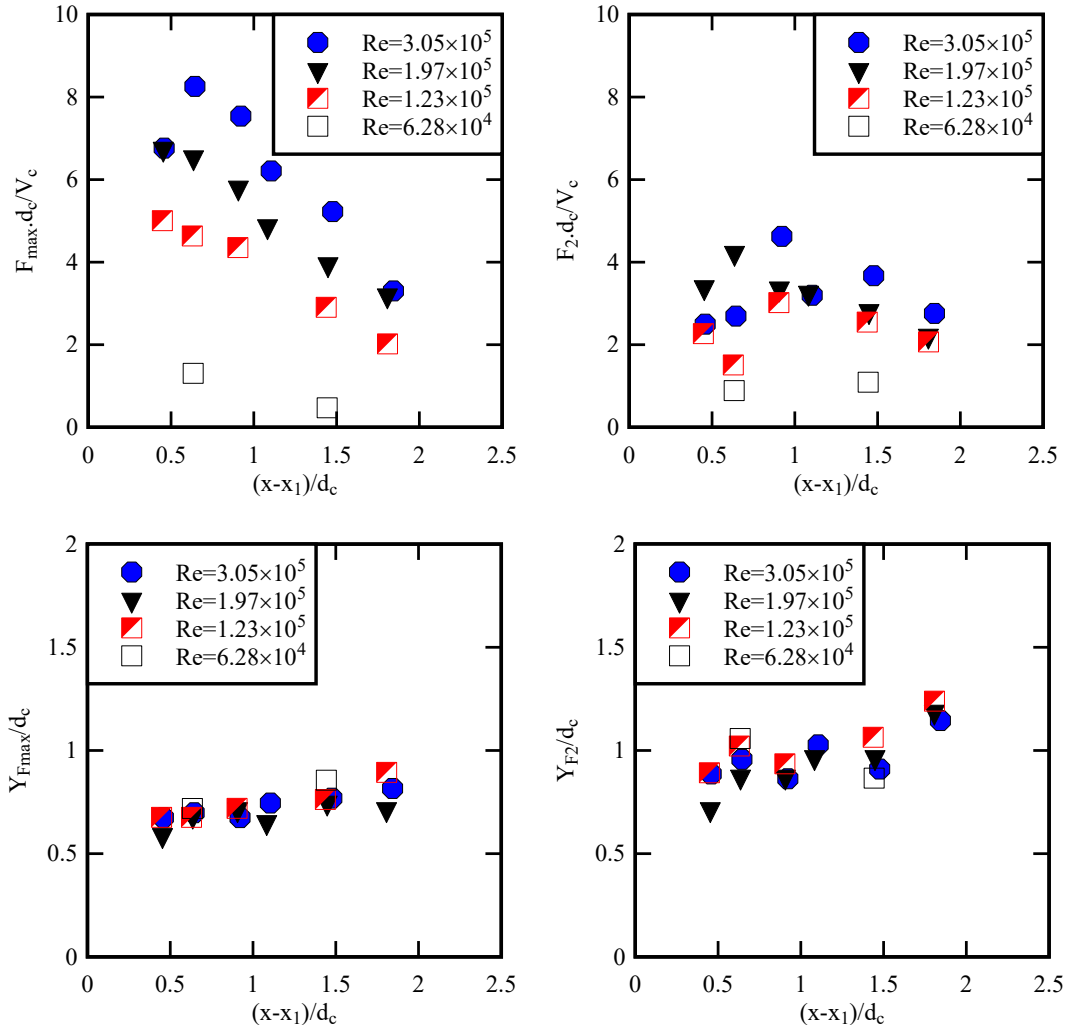 10
8
6
4
2
0
F_max.d_c/V_c
Re=3.05×10^5
Re=1.97×10^5
Re=1.23×10^5
Re=6.28×10^4
0 0.5 1 1.5 2 2.5
(x-x_1)/d_c
10
8
6
4
2
0
F_2.d_c/V_c
Re=3.05×10^5
Re=1.97×10^5
Re=1.23×10^5
Re=6.28×10^4
0 0.5 1 1.5 2 2.5
(x-x_1)/d_c
2
1.5
1
0.5
0
Y_Fmax/d_c
Re=3.05×10^5
Re=1.97×10^5
Re=1.23×10^5
Re=6.28×10^4
0 0.5 1 1.5 2 2.5
(x-x_1)/d_c
2
1.5
1
0.5
0
Y_F2/d_c
Re=3.05×10^5
Re=1.97×10^5
Re=1.23×10^5
Re=6.28×10^4
0 0.5 1 1.5 2 2.5
(x-x_1)/d_c